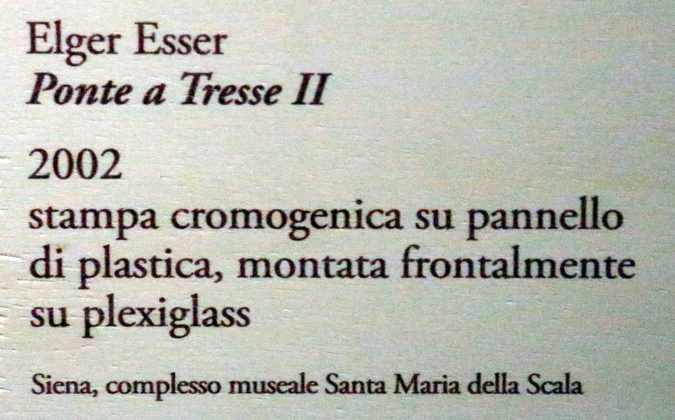 Elger Esser
Ponte a Tresse II
2002
stampa cromogenica su pannello
di plastica, montata frontalmente
su plexiglass
Siena, complesso museale Santa Maria della Scala